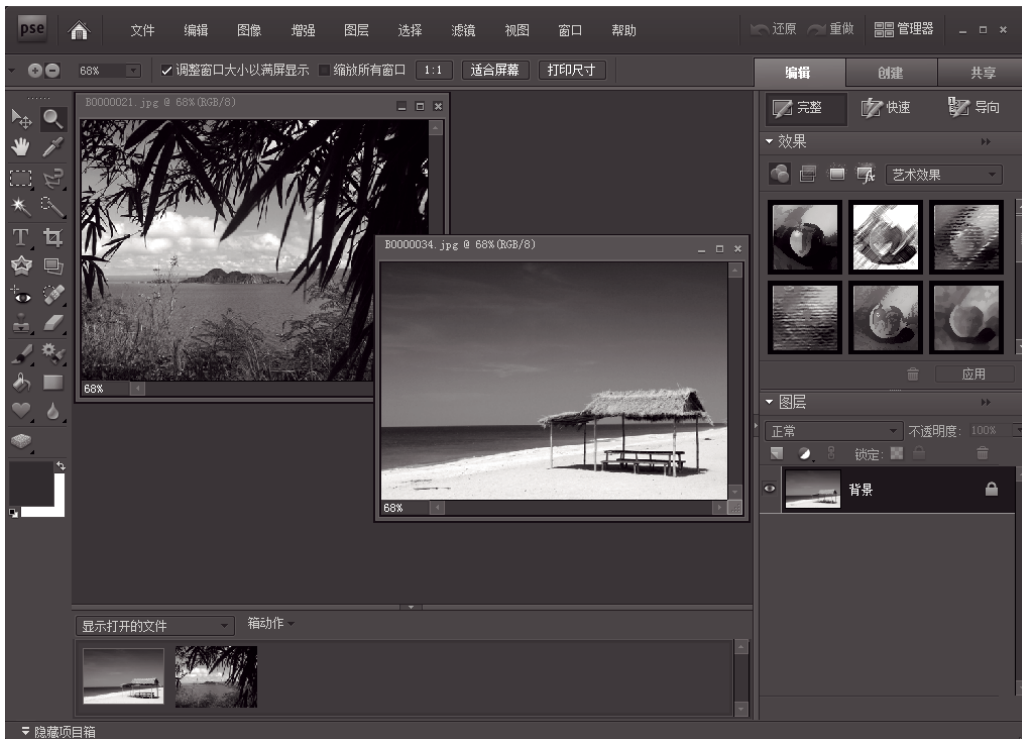 pse 文件 编辑 图像 增强 图层 选择 滤镜 视图 窗口 帮助 还原 重做 管理器
68% 调整窗口大小以满屏显示 缩放所有窗口 1:1 适合屏幕 打印尺寸 编辑 创建 共享
完整 快速 导向
B0000021.jpg @ 68%(RGB/8)
效果
艺术效果
B0000034.jpg @ 68%(RGB/8)
68%
应用
图层
正常 不透明度: 100%
锁定:
背景
68%
显示打开的文件 箱动作
隐藏项目箱